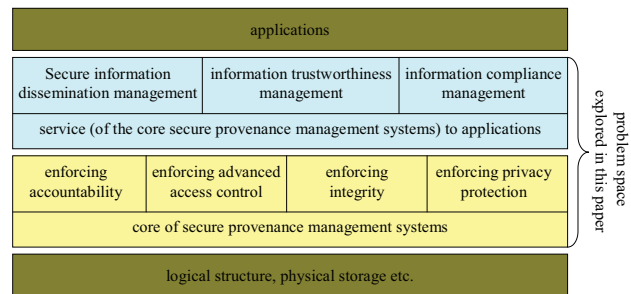 applications
Secure information
dissemination management
information trustworthiness
management
information compliance
management
service (of the core secure provenance management systems) to applications
enforcing
accountability
enforcing advanced
access control
enforcing
integrity
enforcing privacy
protection
core of secure provenance management systems
logical structure, physical storage etc.
problem space
explored in this paper